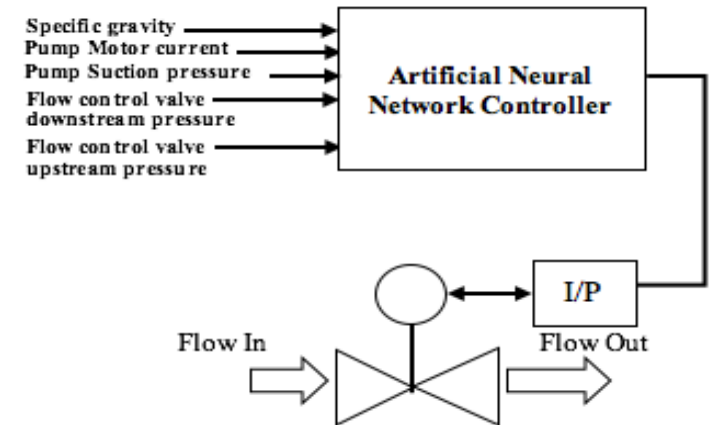 Specific gravity
Pump Motor current
Pump Suction pressure
Flow control valve
downstream pressure
Flow control valve
upstream pressure
Artificial Neural
Network Controller
I/P
Flow In
Flow Out